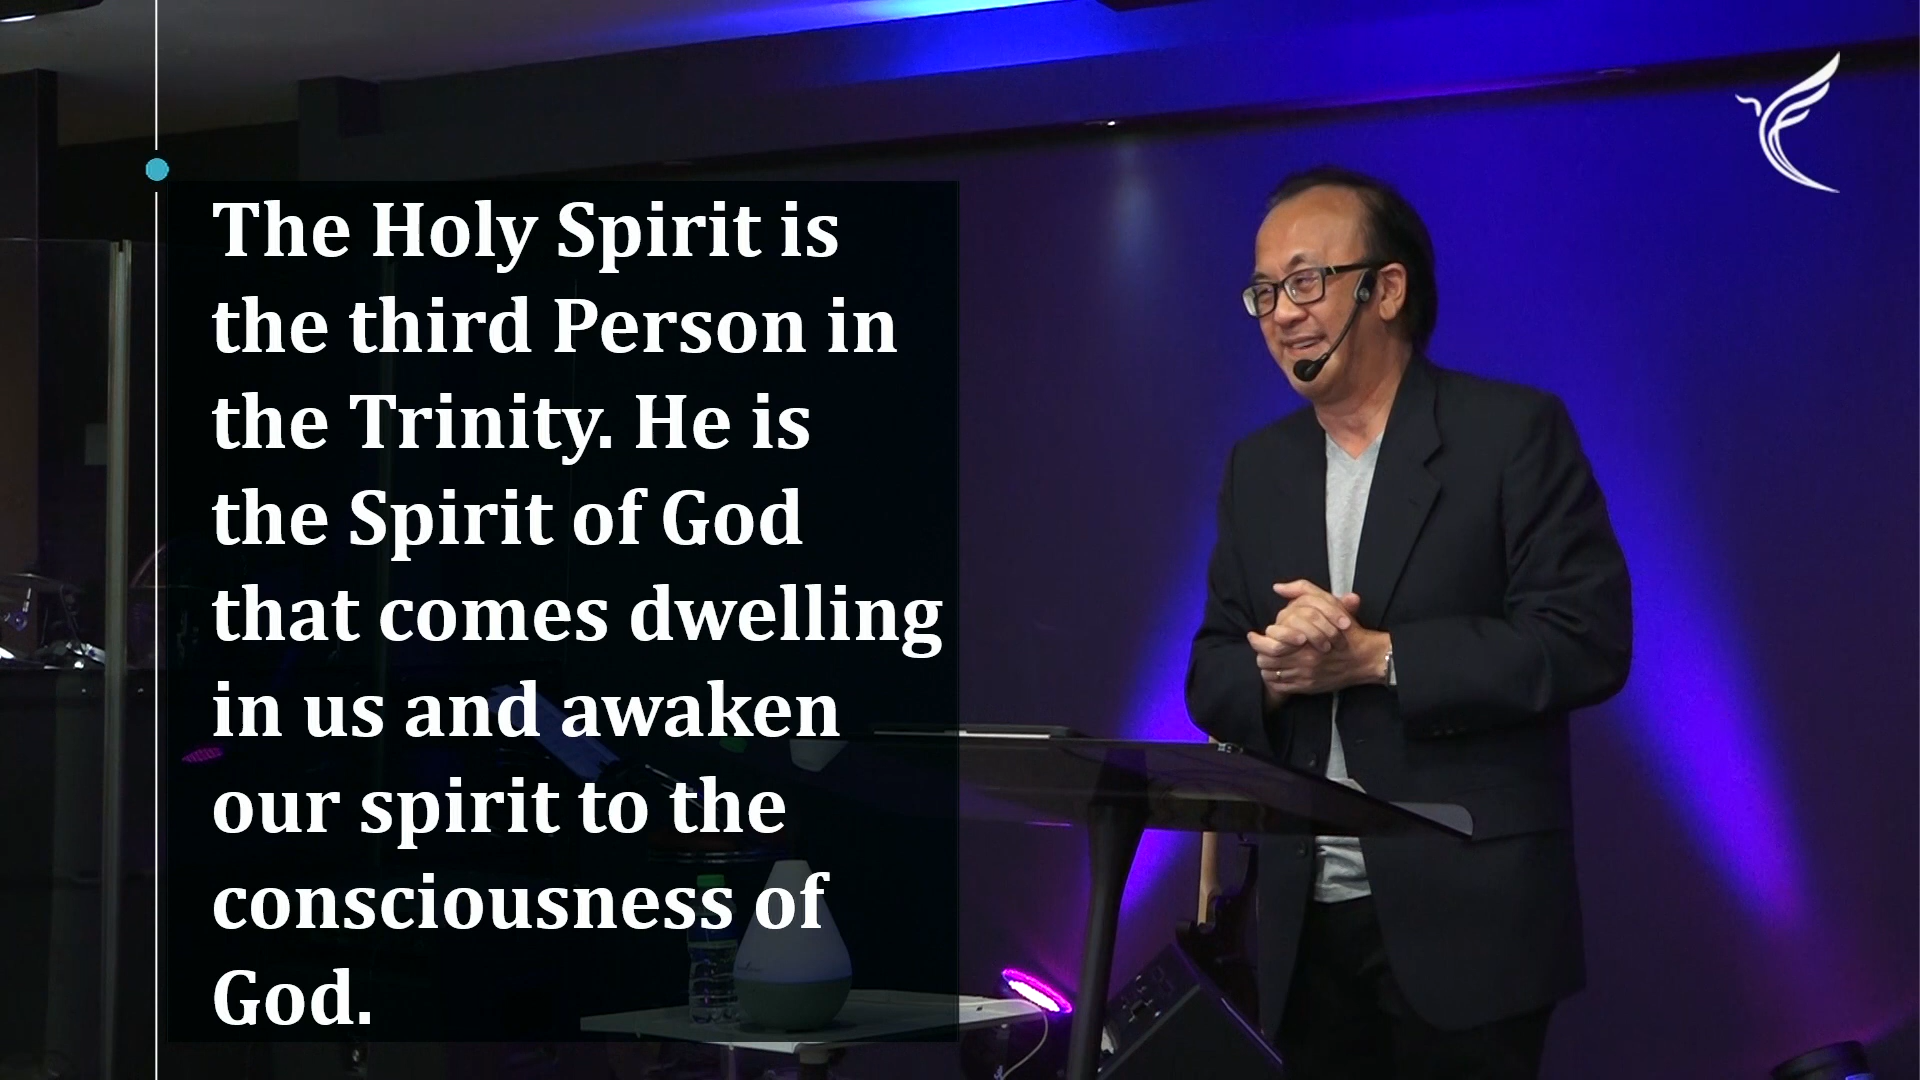 The Holy Spirit is
the third Person in
the Trinity. He is
the Spirit of God
that comes dwelling
in us and awaken
our spirit to the
consciousness of
God.